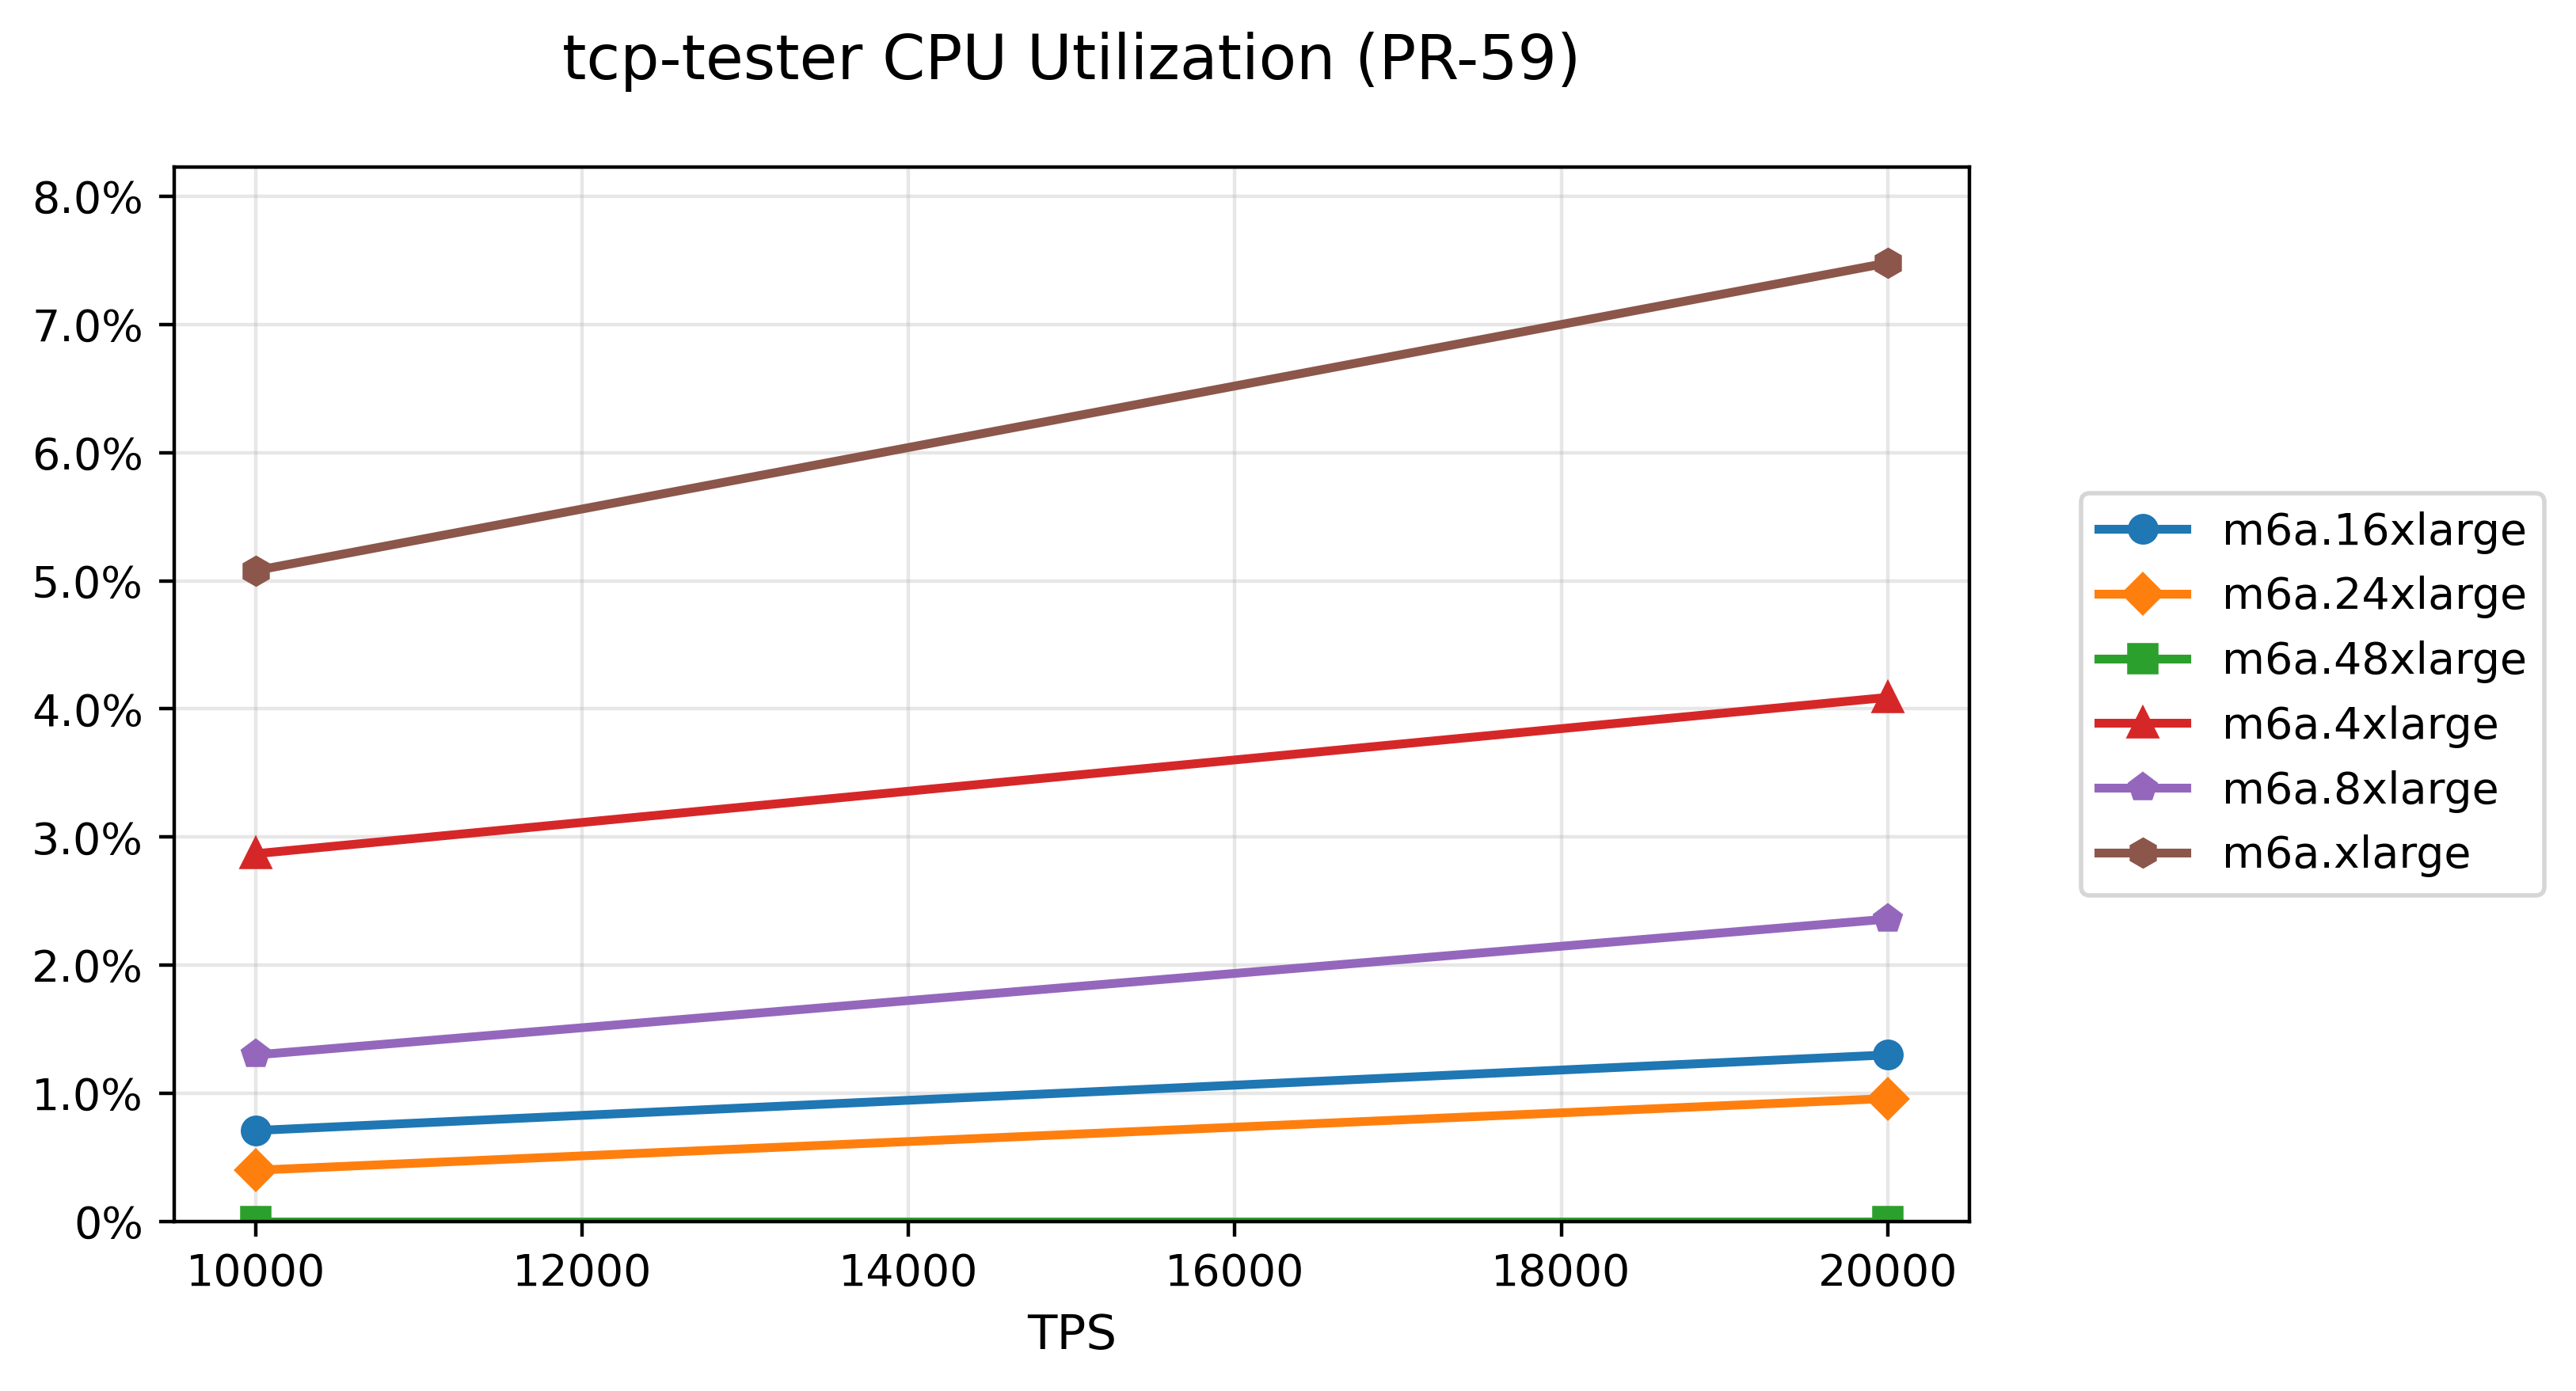 tcp-tester CPU Utilization (PR-59)
8.0%
7.0%
6.0%
5.0%
4.0%
3.0%
2.0%
1.0%
0%
10000 12000 14000 16000 18000 20000
TPS
m6a.16xlarge
m6a.24xlarge
m6a.48xlarge
m6a.4xlarge
m6a.8xlarge
m6a.xlarge